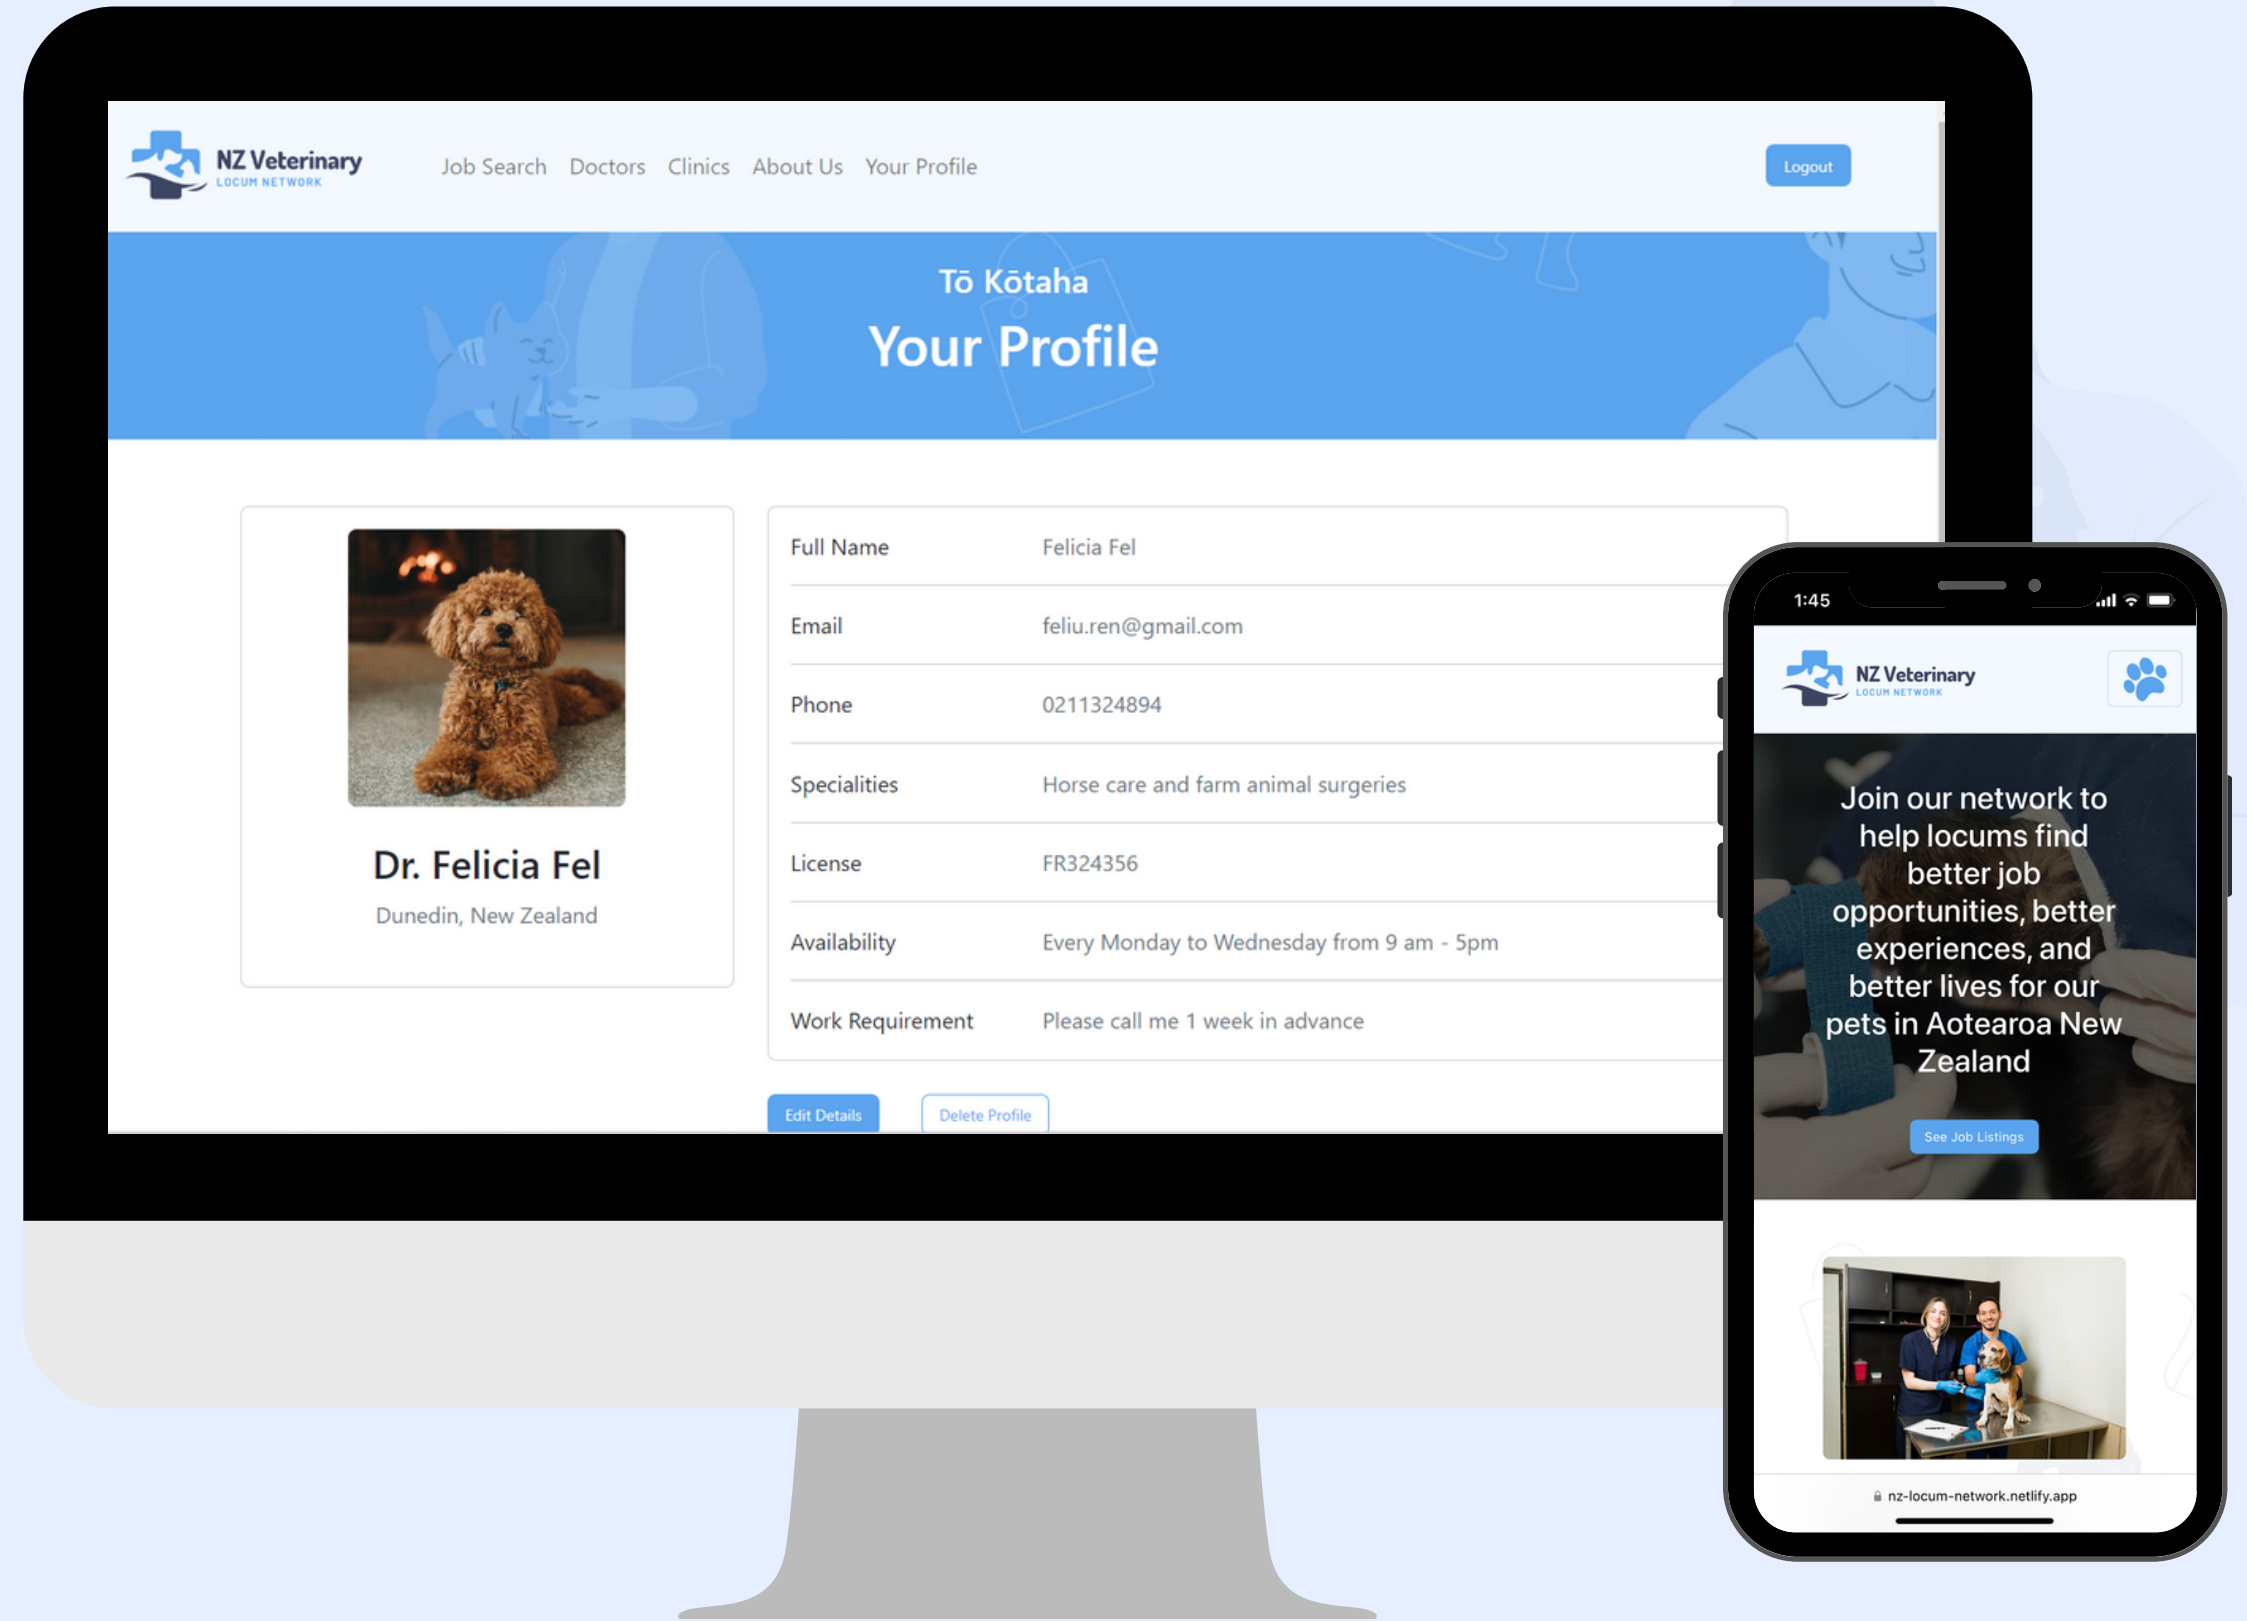 NZ Veterinary
LOCUM NETWORK
Job Search Doctors Clinics About Us Your Profile
Logout
Tō Kōtaha
Your Profile
Dr. Felicia Fel
Dunedin, New Zealand
Full Name Felicia Fel
Email feliu.ren@gmail.com
Phone 0211324894
Specialities Horse care and farm animal surgeries
License FR324356
Availability Every Monday to Wednesday from 9 am - 5pm
Work Requirement Please call me 1 week in advance
Edit Details Delete Profile
1:45
NZ Veterinary
LOCUM NETWORK
Join our network to
help locums find
better job
opportunities, better
experiences, and
better lives for our
pets in Aotearoa New
Zealand
See Job Listings
nz-locum-network.netlify.app